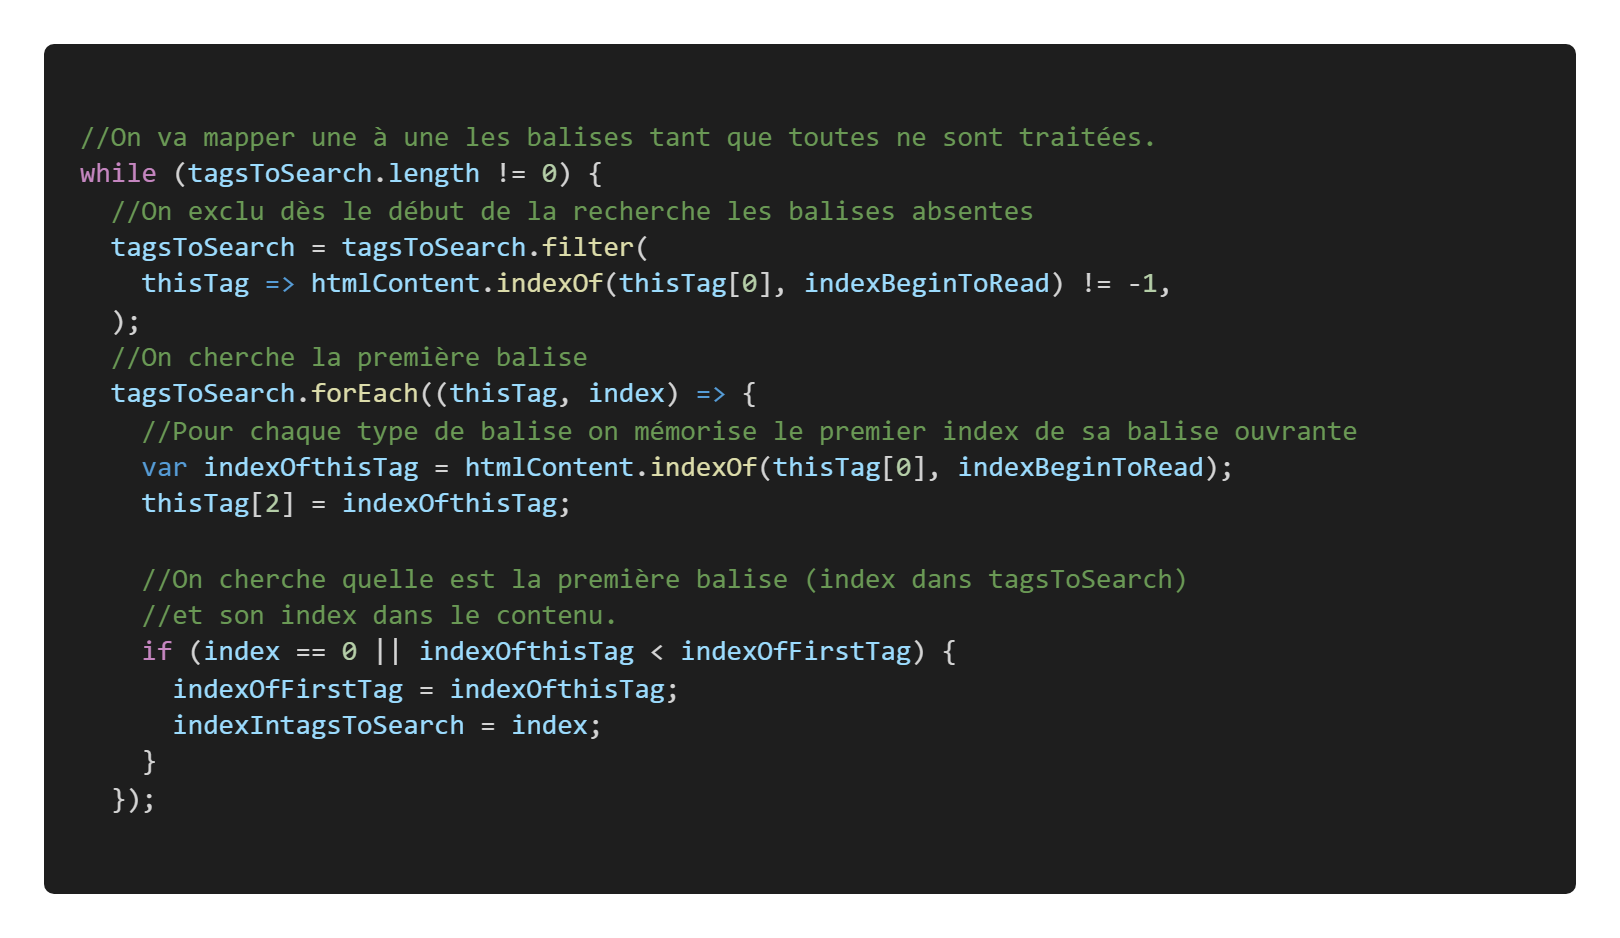 //On va mapper une à une les balises tant que toutes ne sont traitées.
while (tagsToSearch.length != 0) {
  //On exclu dès le début de la recherche les balises absentes
  tagsToSearch = tagsToSearch.filter(
    thisTag => htmlContent.indexOf(thisTag[0], indexBeginToRead) != -1,
  );
  //On cherche la première balise
  tagsToSearch.forEach((thisTag, index) => {
    //Pour chaque type de balise on mémorise le premier index de sa balise ouvrante
    var indexOfthisTag = htmlContent.indexOf(thisTag[0], indexBeginToRead);
    thisTag[2] = indexOfthisTag;

    //On cherche quelle est la première balise (index dans tagsToSearch)
    //et son index dans le contenu.
    if (index == 0 || indexOfthisTag < indexOfFirstTag) {
      indexOfFirstTag = indexOfthisTag;
      indexIntagsToSearch = index;
    }
  });